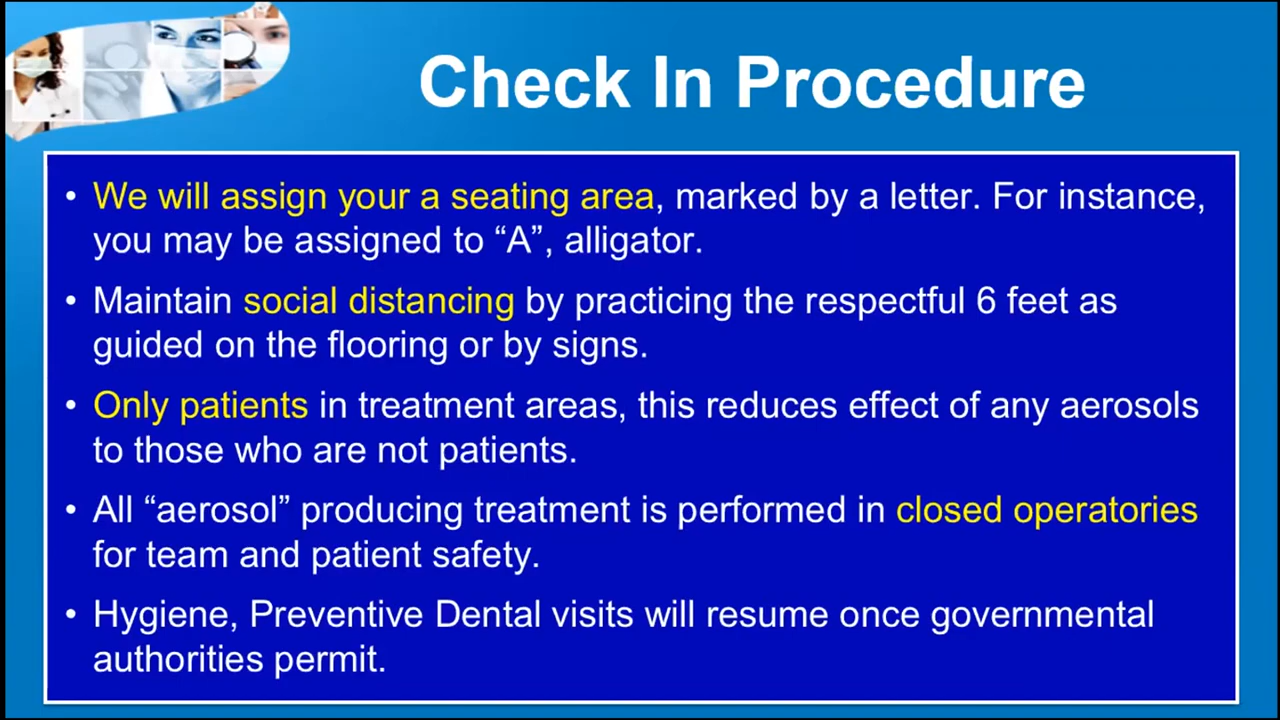 Check In Procedure
• We will assign your a seating area, marked by a letter. For instance,
you may be assigned to “A”, alligator.
• Maintain social distancing by practicing the respectful 6 feet as
guided on the flooring or by signs.
• Only patients in treatment areas, this reduces effect of any aerosols
to those who are not patients.
• All “aerosol” producing treatment is performed in closed operatories
for team and patient safety.
• Hygiene, Preventive Dental visits will resume once governmental
authorities permit.